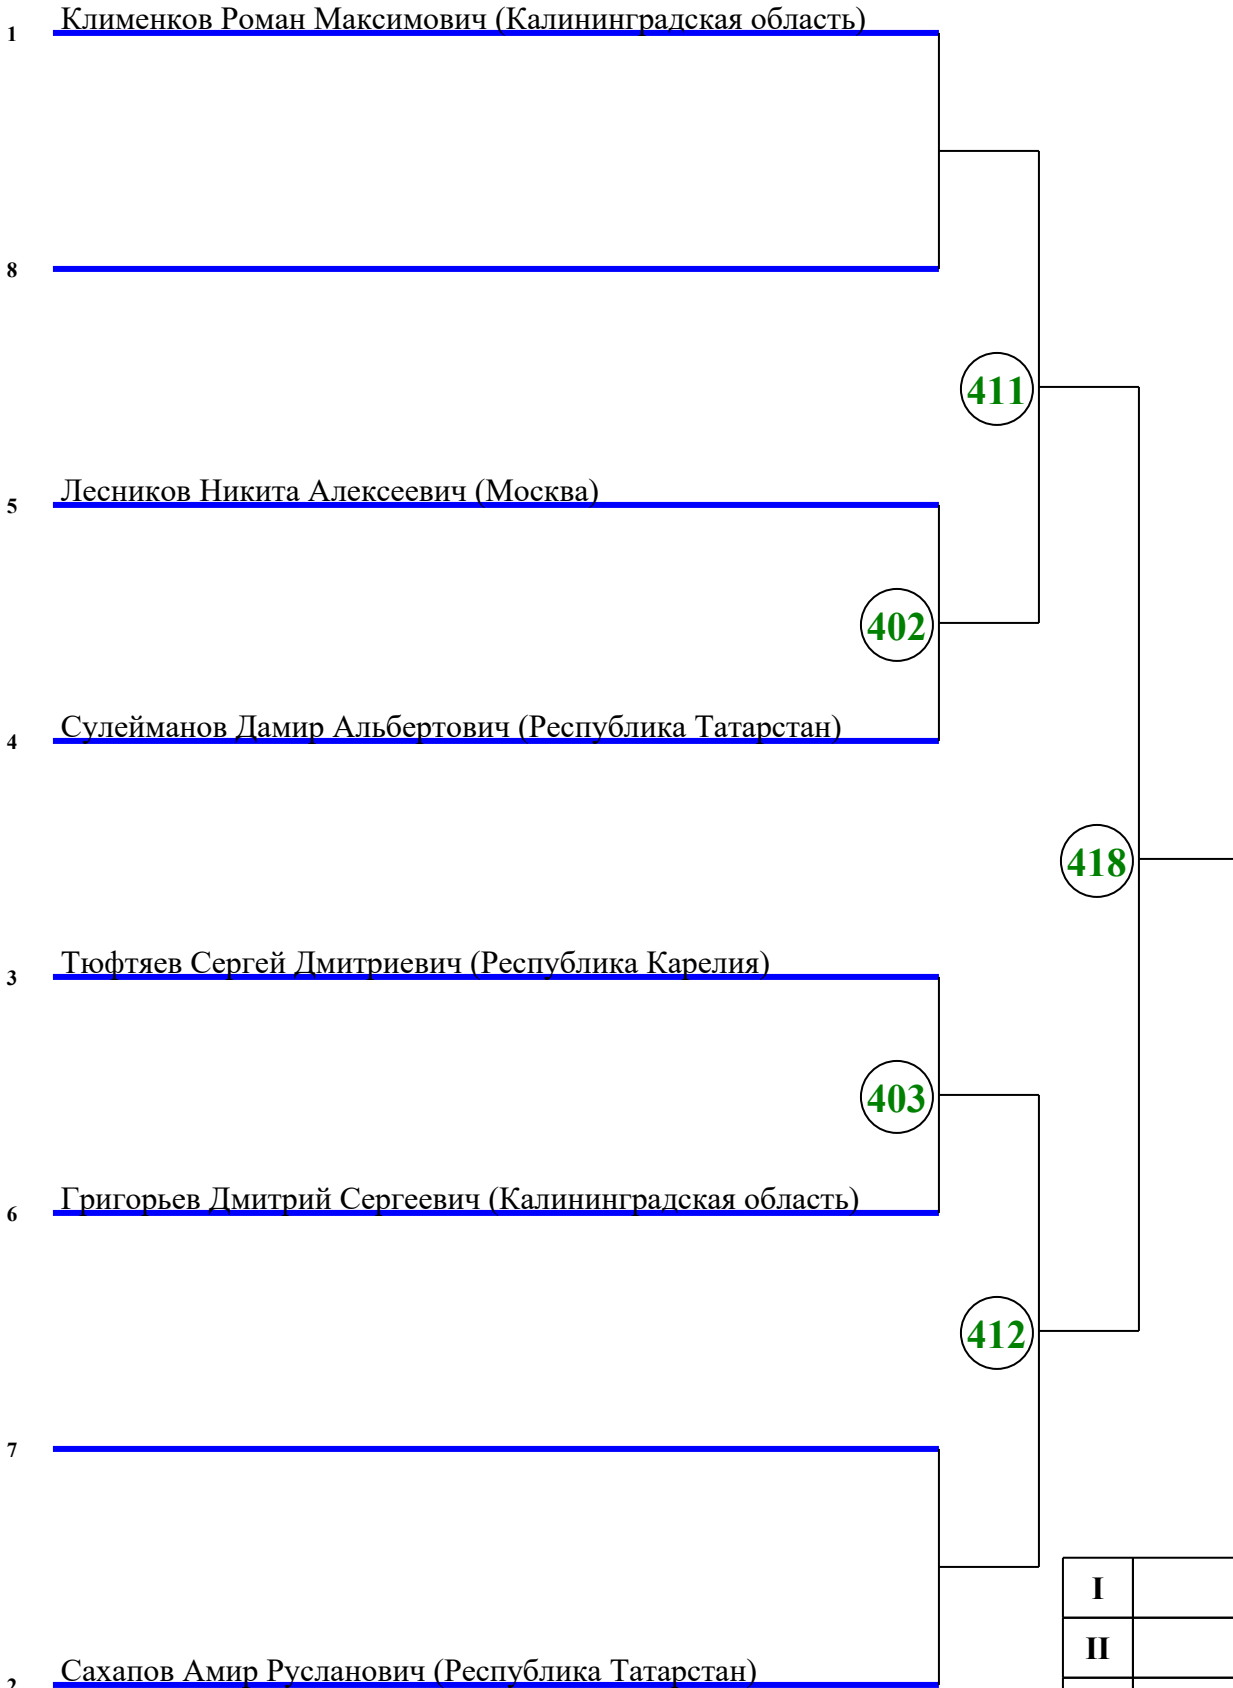 1 Клименков Роман Максимович (Калининградская область)
8
411
5 Лесников Никита Алексеевич (Москва)
402
4 Сулейманов Дамир Альбертович (Республика Татарстан)
418
3 Тюфтяев Сергей Дмитриевич (Республика Карелия)
403
6 Григорьев Дмитрий Сергеевич (Калининградская область)
412
7
I
II
2 Сахапов Амир Русланович (Республика Татарстан)